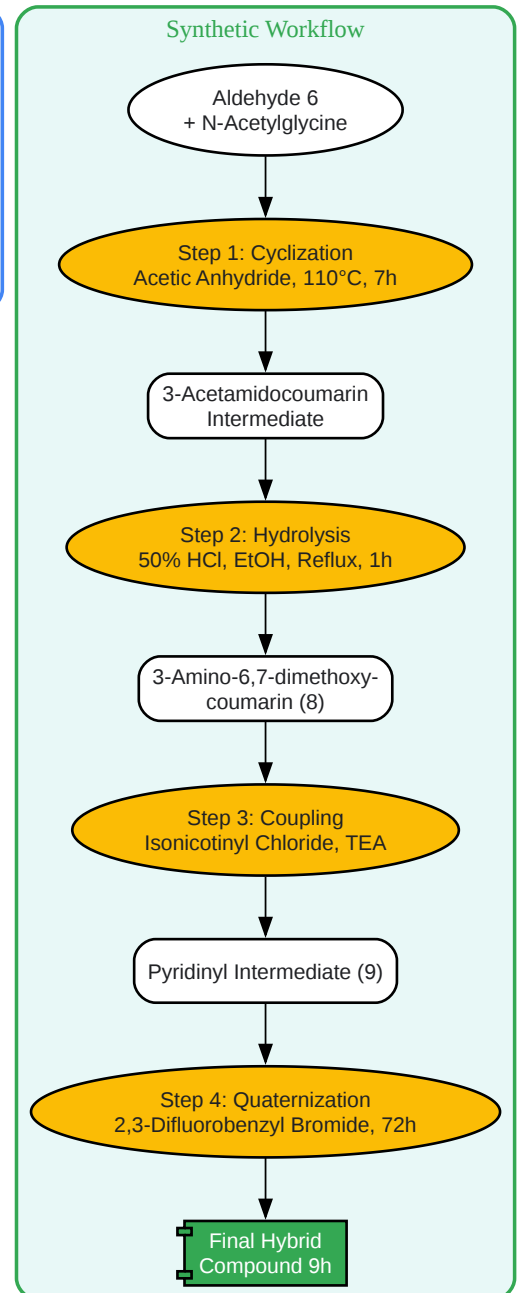 Synthetic Workflow
Aldehyde 6
+ N-Acetylglycine
Step 1: Cyclization
Acetic Anhydride, 110°C, 7h
3-Acetamidocoumarin
Intermediate
Step 2: Hydrolysis
50% HCl, EtOH, Reflux, 1h
3-Amino-6,7-dimethoxy-
coumarin (8)
Step 3: Coupling
Isonicotinyl Chloride, TEA
Pyridinyl Intermediate (9)
Step 4: Quaternization
2,3-Difluorobenzyl Bromide, 72h
Final Hybrid
Compound 9h